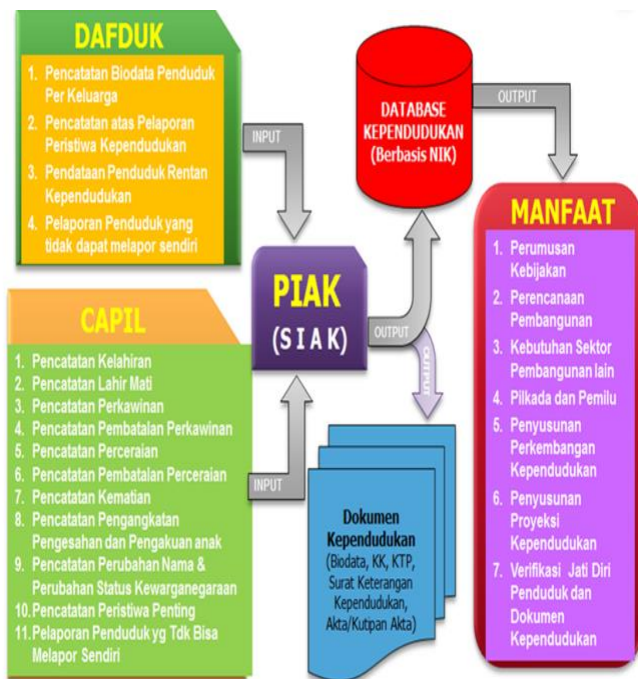 DAFDUK
1. Pencatatan Biodata Penduduk
Per Keluarga
2. Pencatatan atas Pelaporan
Peristiwa Kependudukan
3. Pendataan Penduduk Rentan
Kependudukan
4. Pelaporan Penduduk yang
tidak dapat melapor sendiri
INPUT
CAPIL
1. Pencatatan Kelahiran
2. Pencatatan Lahir Mati
3. Pencatatan Perkawinan
4. Pencatatan Pembatalan Perkawinan
5. Pencatatan Perceraian
6. Pencatatan Pembatalan Perceraian
7. Pencatatan Kematian
8. Pencatatan Pengangkatan
Pengesahan dan Pengakuan anak
9. Pencatatan Perubahan Nama &
Perubahan Status Kewarganegaraan
10. Pencatatan Peristiwa Penting
11. Pelaporan Penduduk yg Tdk Bisa
Melapor Sendiri
INPUT
PIAK
(S I A K)
OUTPUT
OUTPUT
DATABASE
KEPENDUDUKAN
(Berbasis NIK)
OUTPUT
Dokumen
Kependudukan
(Biodata, KK, KTP,
Surat Keterangan
Kependudukan,
Akta/Kutipan Akta)
MANFAAT
1. Perumusan
Kebijakan
2. Perencanaan
Pembangunan
3. Kebutuhan Sektor
Pembangunan lain
4. Pilkada dan Pemilu
5. Penyusunan
Perkembangan
Kependudukan
6. Penyusunan
Proyeksi
Kependudukan
7. Verifikasi Jati Diri
Penduduk dan
Dokumen
Kependudukan